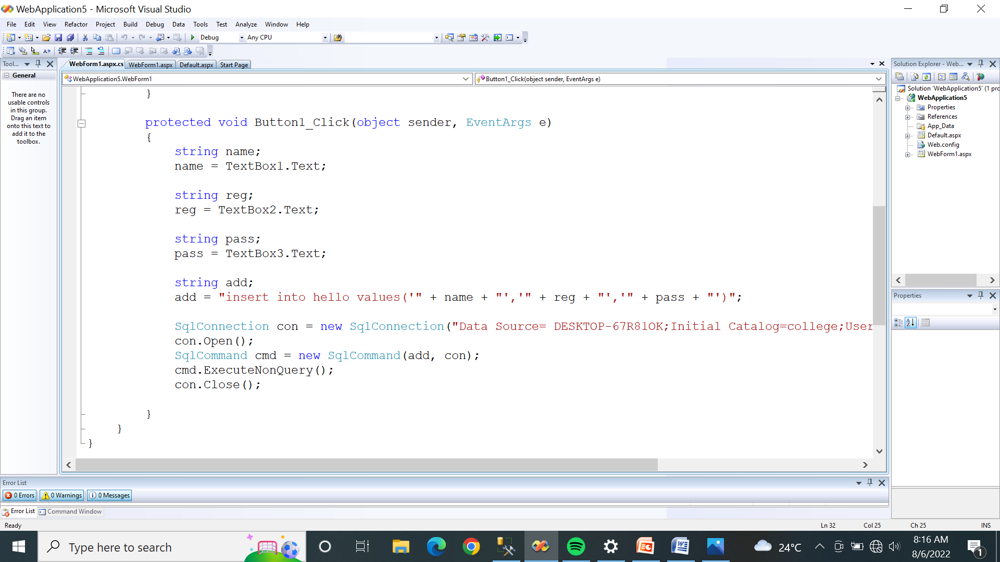 WebApplication5 - Microsoft Visual Studio
File Edit View Refactor Project Build Debug Data Tools Test Analyze Window Help
Debug Any CPU
Tool...
General
There are no
usable controls
in this group.
Drag an item
onto this text to
add it to the
toolbox.
WebForm1.aspx.cs WebForm1.aspx Default.aspx Start Page
WebApplication5.WebForm1 Button1_Click(object sender, EventArgs e)
}
protected void Button1_Click(object sender, EventArgs e)
{
string name;
name = TextBox1.Text;
string reg;
reg = TextBox2.Text;
string pass;
pass = TextBox3.Text;
string add;
add = "insert into hello values('" + name + "','" + reg + "','" + pass + "')";
SqlConnection con = new SqlConnection("Data Source= DESKTOP-67R81OK;Initial Catalog=college;User
con.Open();
SqlCommand cmd = new SqlCommand(add, con);
cmd.ExecuteNonQuery();
con.Close();
}
}
}
Solution Explorer - Web...
Solution 'WebApplication5' (1 pro
WebApplication5
Properties
References
App_Data
Default.aspx
Web.config
WebForm1.aspx
Properties
Error List
0 Errors 0 Warnings 0 Messages
Error List Command Window
Ready Ln 32 Col 25 Ch 25 INS
Type here to search
24°C
8:16 AM
8/6/2022
1